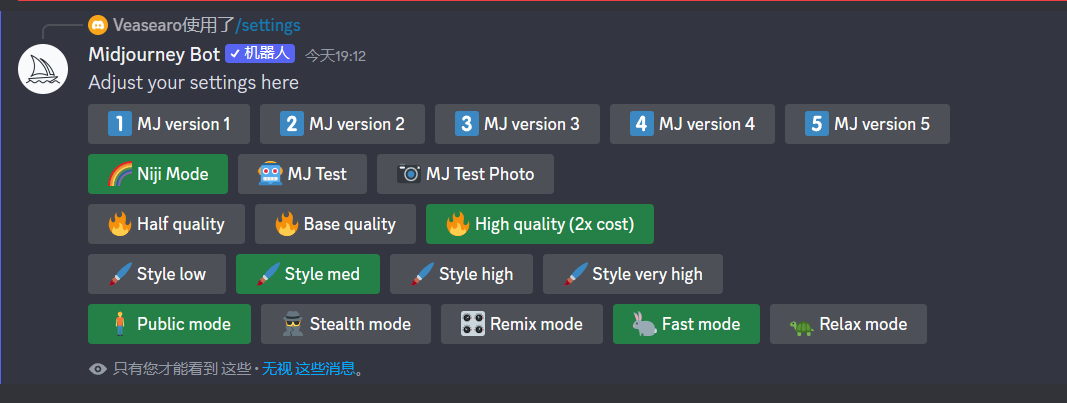 Veasearo使用了/settings
Midjourney Bot ✓ 机器人 今天19:12
Adjust your settings here
1 MJ version 1 2 MJ version 2 3 MJ version 3 4 MJ version 4 5 MJ version 5
Niji Mode MJ Test MJ Test Photo
Half quality Base quality High quality (2x cost)
Style low Style med Style high Style very high
Public mode Stealth mode Remix mode Fast mode Relax mode
只有您才能看到 这些 • 无视 这些消息。